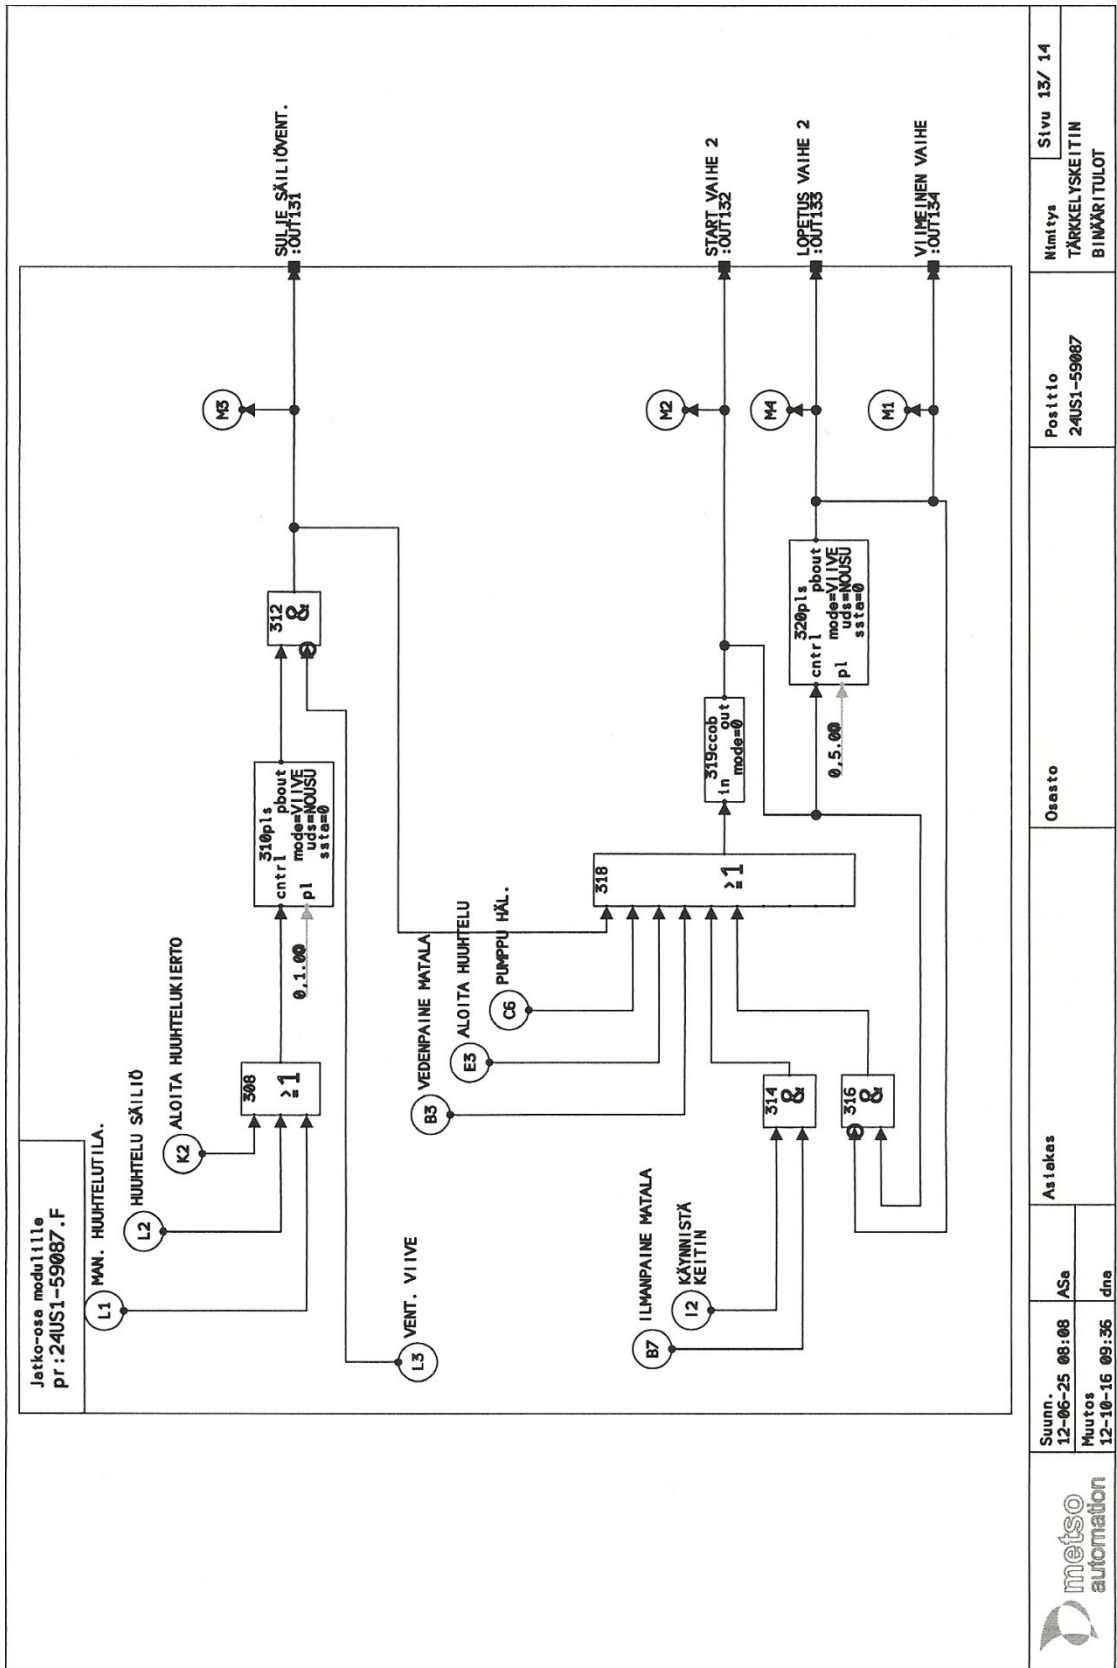 Jatko-osa modulille
pr:24US1-59087.F
L1
MAN. HUUHTELUTILA.
L2
HUUHTELU SÄILIÖ
K2
ALOITA HUUHTELUKIERTO
308
≥1
0,1.00
310pls
cntrl pbout
mode=VIIVE
pl uds=NOUSU
ssta=0
312
&
M3
SULJE SÄILIÖVENT.
:OUT131
L3
VENT. VIIVE
B3
VEDENPAINE MATALA
E3
ALOITA HUUHTELU
C6
PUMPPU HÄL.
B7
ILMANPAINE MATALA
I2
KÄYNNISTÄ
KEITIN
314
&
316
&
318
≥1
319ccob
in out
mode=0
M2
START VAIHE 2
:OUT132
0,5.00
320pls
cntrl pbout
mode=VIIVE
pl uds=NOUSU
ssta=0
M4
LOPETUS VAIHE 2
:OUT133
M1
VIIMEINEN VAIHE
:OUT134
metso
automation
Suunn.
12-06-25 08:08 ASa
Muutos
12-10-16 09:36 dna
Asiakas
Osasto
Positio
24US1-59087
Nimitys
TÄRKKELYSKEITIN
BINÄÄRITULOT
Sivu 13/ 14